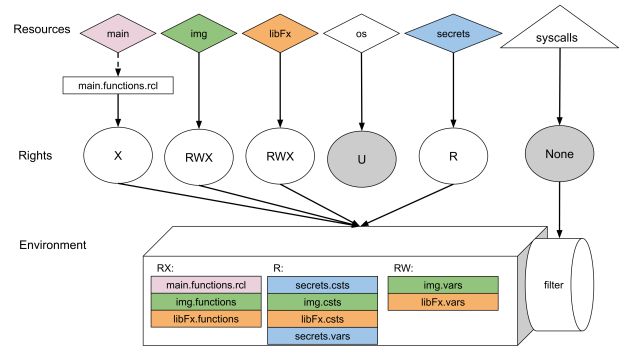 Resources
main
img
libFx
os
secrets
syscalls
main.functions.rcl
Rights
X
RWX
RWX
U
R
None
Environment
RX:
R:
RW:
main.functions.rcl
secrets.csts
img.vars
img.functions
img.csts
libFx.vars
libFx.functions
libFx.csts
secrets.vars
filter